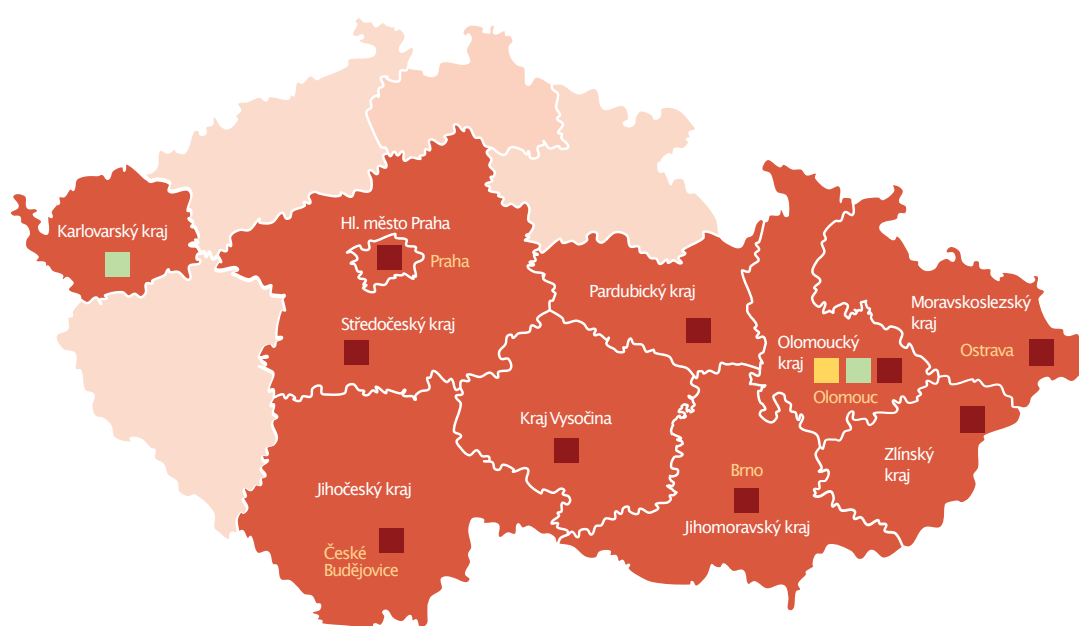 Karlovarský kraj
Hl. město Praha
Praha
Středočeský kraj
Pardubický kraj
Moravskoslezský
kraj
Ostrava
Olomoucký
kraj
Olomouc
Kraj Vysočina
Zlínský
kraj
Brno
Jihomoravský kraj
Jihočeský kraj
České
Budějovice